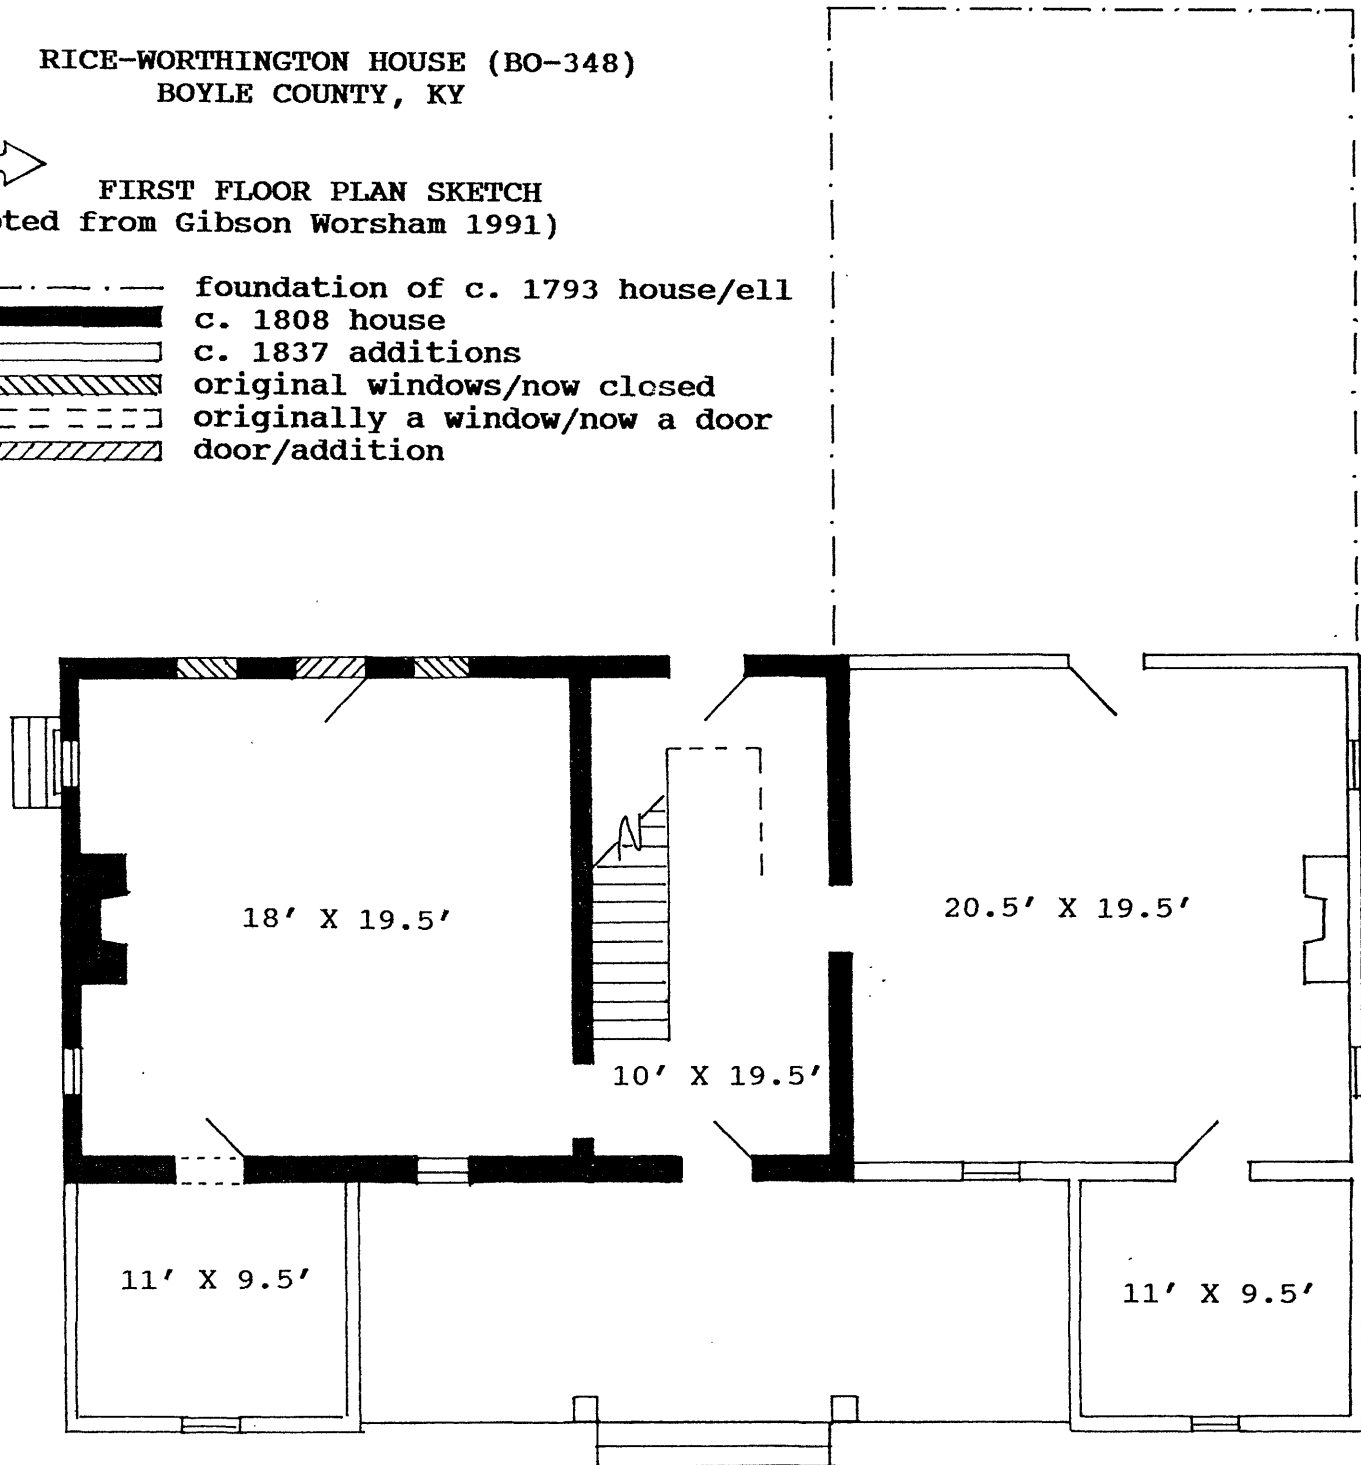 RICE-WORTHINGTON HOUSE (BO-348)
BOYLE COUNTY, KY
FIRST FLOOR PLAN SKETCH
pted from Gibson Worsham 1991)
foundation of c. 1793 house/ell
c. 1808 house
c. 1837 additions
original windows/now closed
originally a window/now a door
door/addition
18' X 19.5'
20.5' X 19.5'
10' X 19.5'
11' X 9.5'
11' X 9.5'